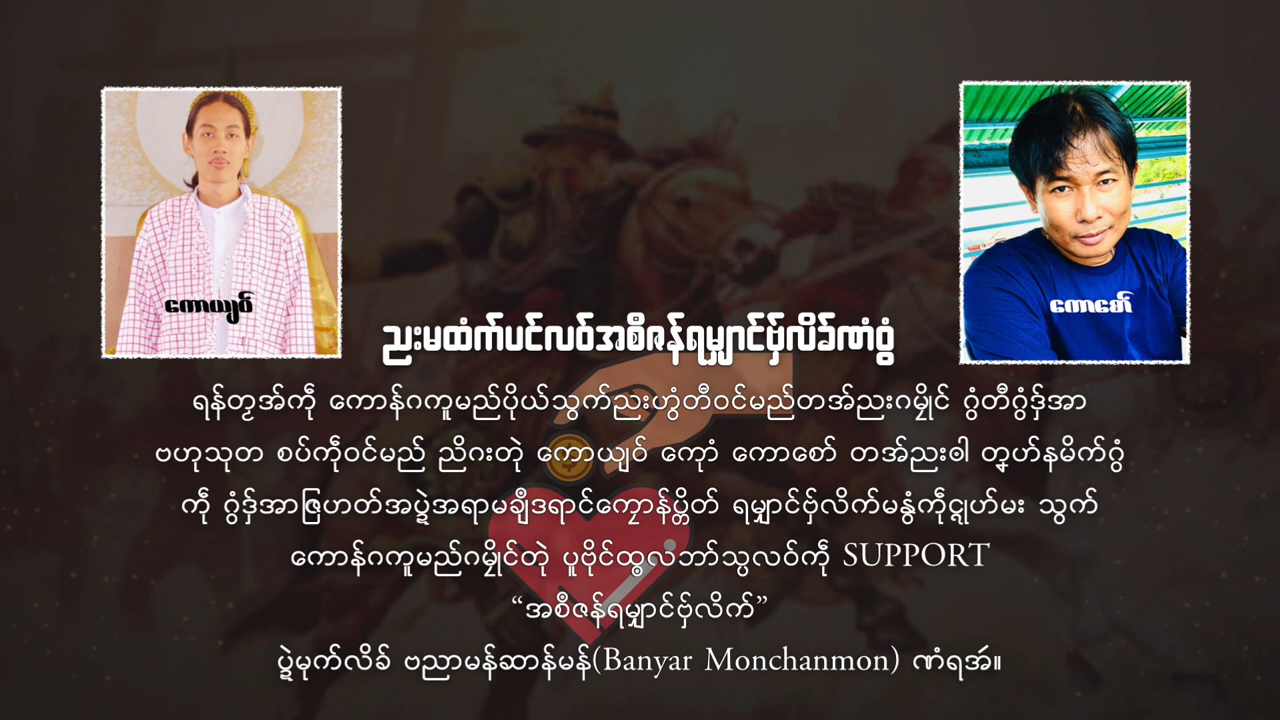 ကောယျဝ်
ကောစော်
ညးမထံက်ပင်လဝ်အစီဇန်ရမျှာင်ဗှ်လိခ်ဏံဝွံ
ရန်တၟအ်ကဵု ကောန်ဂကူမည်ပိုယ်သွက်ညးဟွံတီဝင်မည်တအ်ညးဂမၠိုင် ဂွံတီဂွံဒှ်အာ
ဗဟုသုတ စပ်ကဵုဝင်မည် ညိဂးတုဲ ကောယျဝ် ကေုာံ ကောစော် တအ်ညးၜါ တၞဟ်နမိက်ဂွံ
ကဵု ဂွံဒှ်အာဇြဟတ်အပ္ဍဲအရာမချဳဒရာင်ကၠောန်ပ္တိတ် ရမျှာင်ဗှ်လိက်မနွံကဵုဋ္ဌုဟ်မး သွက်
ကောန်ဂကူမည်ဂမၠိုင်တုဲ ပူဗိုင်ထ္ၜလံဘာ်သ္ပလဝ်ကဵု SUPPORT
“အစီဇန်ရမျှာင်ဗှ်လိက်”
ပ္ဍဲမုက်လိခ် ဗညာမန်ဆာန်မန်(Banyar Monchanmon) ဏံရအဴ။